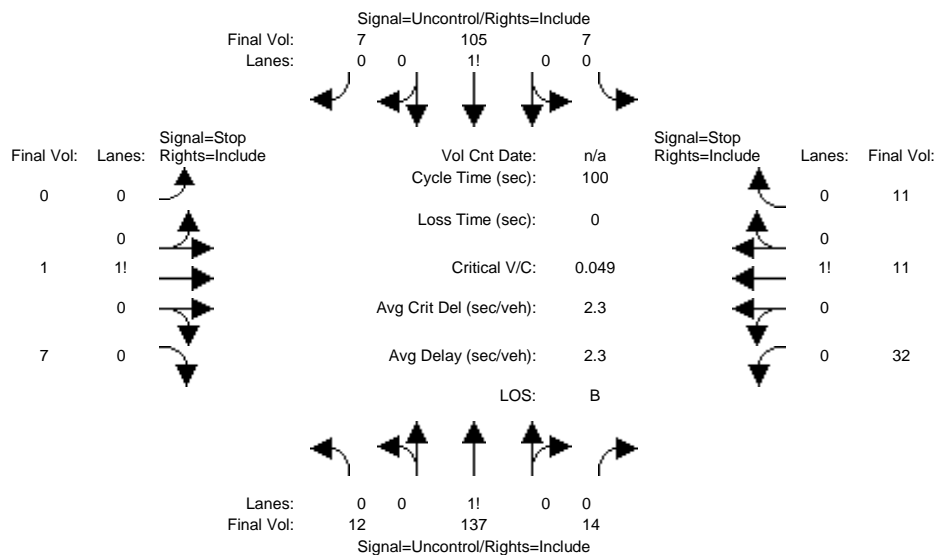 Signal=Uncontrol/Rights=Include
Final Vol: 7 105 7
Lanes: 0 0 1! 0 0
Signal=Stop
Final Vol: Lanes: Rights=Include
Vol Cnt Date: n/a
Signal=Stop
Rights=Include Lanes: Final Vol:
Cycle Time (sec): 100
0 0
0 11
Loss Time (sec): 0
0
0
1 1!
Critical V/C: 0.049
1! 11
0
Avg Crit Del (sec/veh): 2.3
0
7 0
Avg Delay (sec/veh): 2.3
0 32
LOS: B
Lanes: 0 0 1! 0 0
Final Vol: 12 137 14
Signal=Uncontrol/Rights=Include